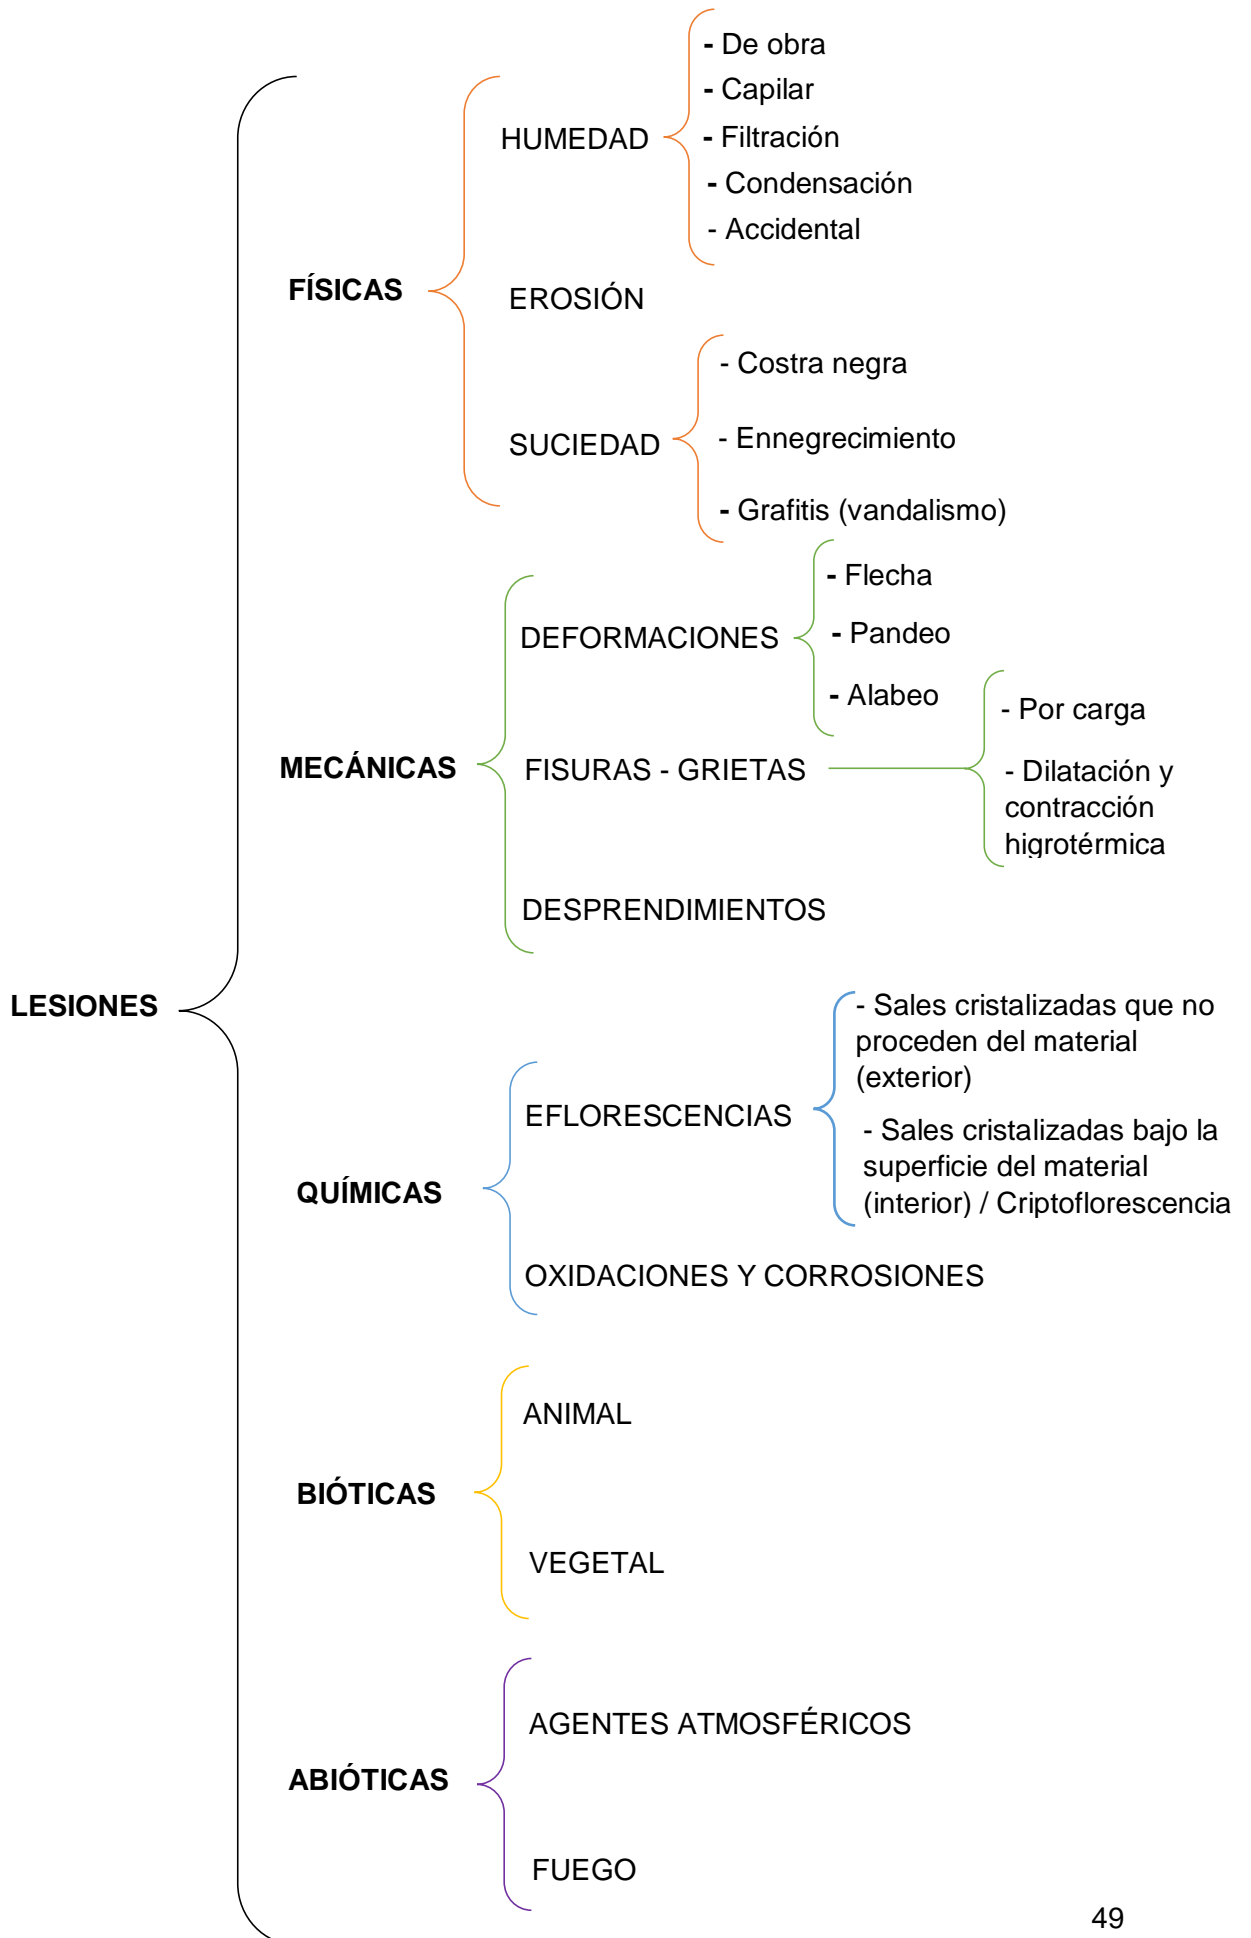 LESIONES
FÍSICAS
HUMEDAD
- De obra
- Capilar
- Filtración
- Condensación
- Accidental
EROSIÓN
SUCIEDAD
- Costra negra
- Ennegrecimiento
- Grafitis (vandalismo)
MECÁNICAS
DEFORMACIONES
- Flecha
- Pandeo
- Alabeo
FISURAS - GRIETAS
- Por carga
- Dilatación y
contracción
higrotérmica
DESPRENDIMIENTOS
QUÍMICAS
EFLORESCENCIAS
- Sales cristalizadas que no
proceden del material
(exterior)
- Sales cristalizadas bajo la
superficie del material
(interior) / Criptoflorescencia
OXIDACIONES Y CORROSIONES
BIÓTICAS
ANIMAL
VEGETAL
ABIÓTICAS
AGENTES ATMOSFÉRICOS
FUEGO
49